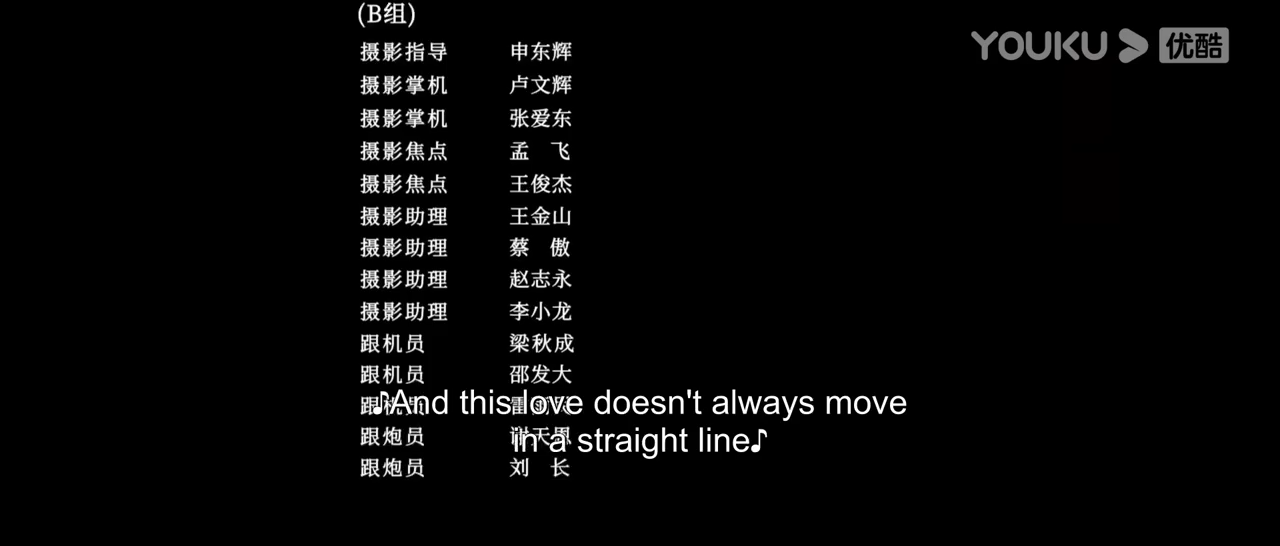 (B组)
YOUKU 优酷
摄影指导 申东辉
摄影掌机 卢文辉
摄影掌机 张爱东
摄影焦点 孟 飞
摄影焦点 王俊杰
摄影助理 王金山
摄影助理 蔡 傲
摄影助理 赵志永
摄影助理 李小龙
跟机员 梁秋成
跟机员 邵发大
跟机员
♪And this love doesn't always move
跟炮员
in a straight line♪
跟炮员 刘 长